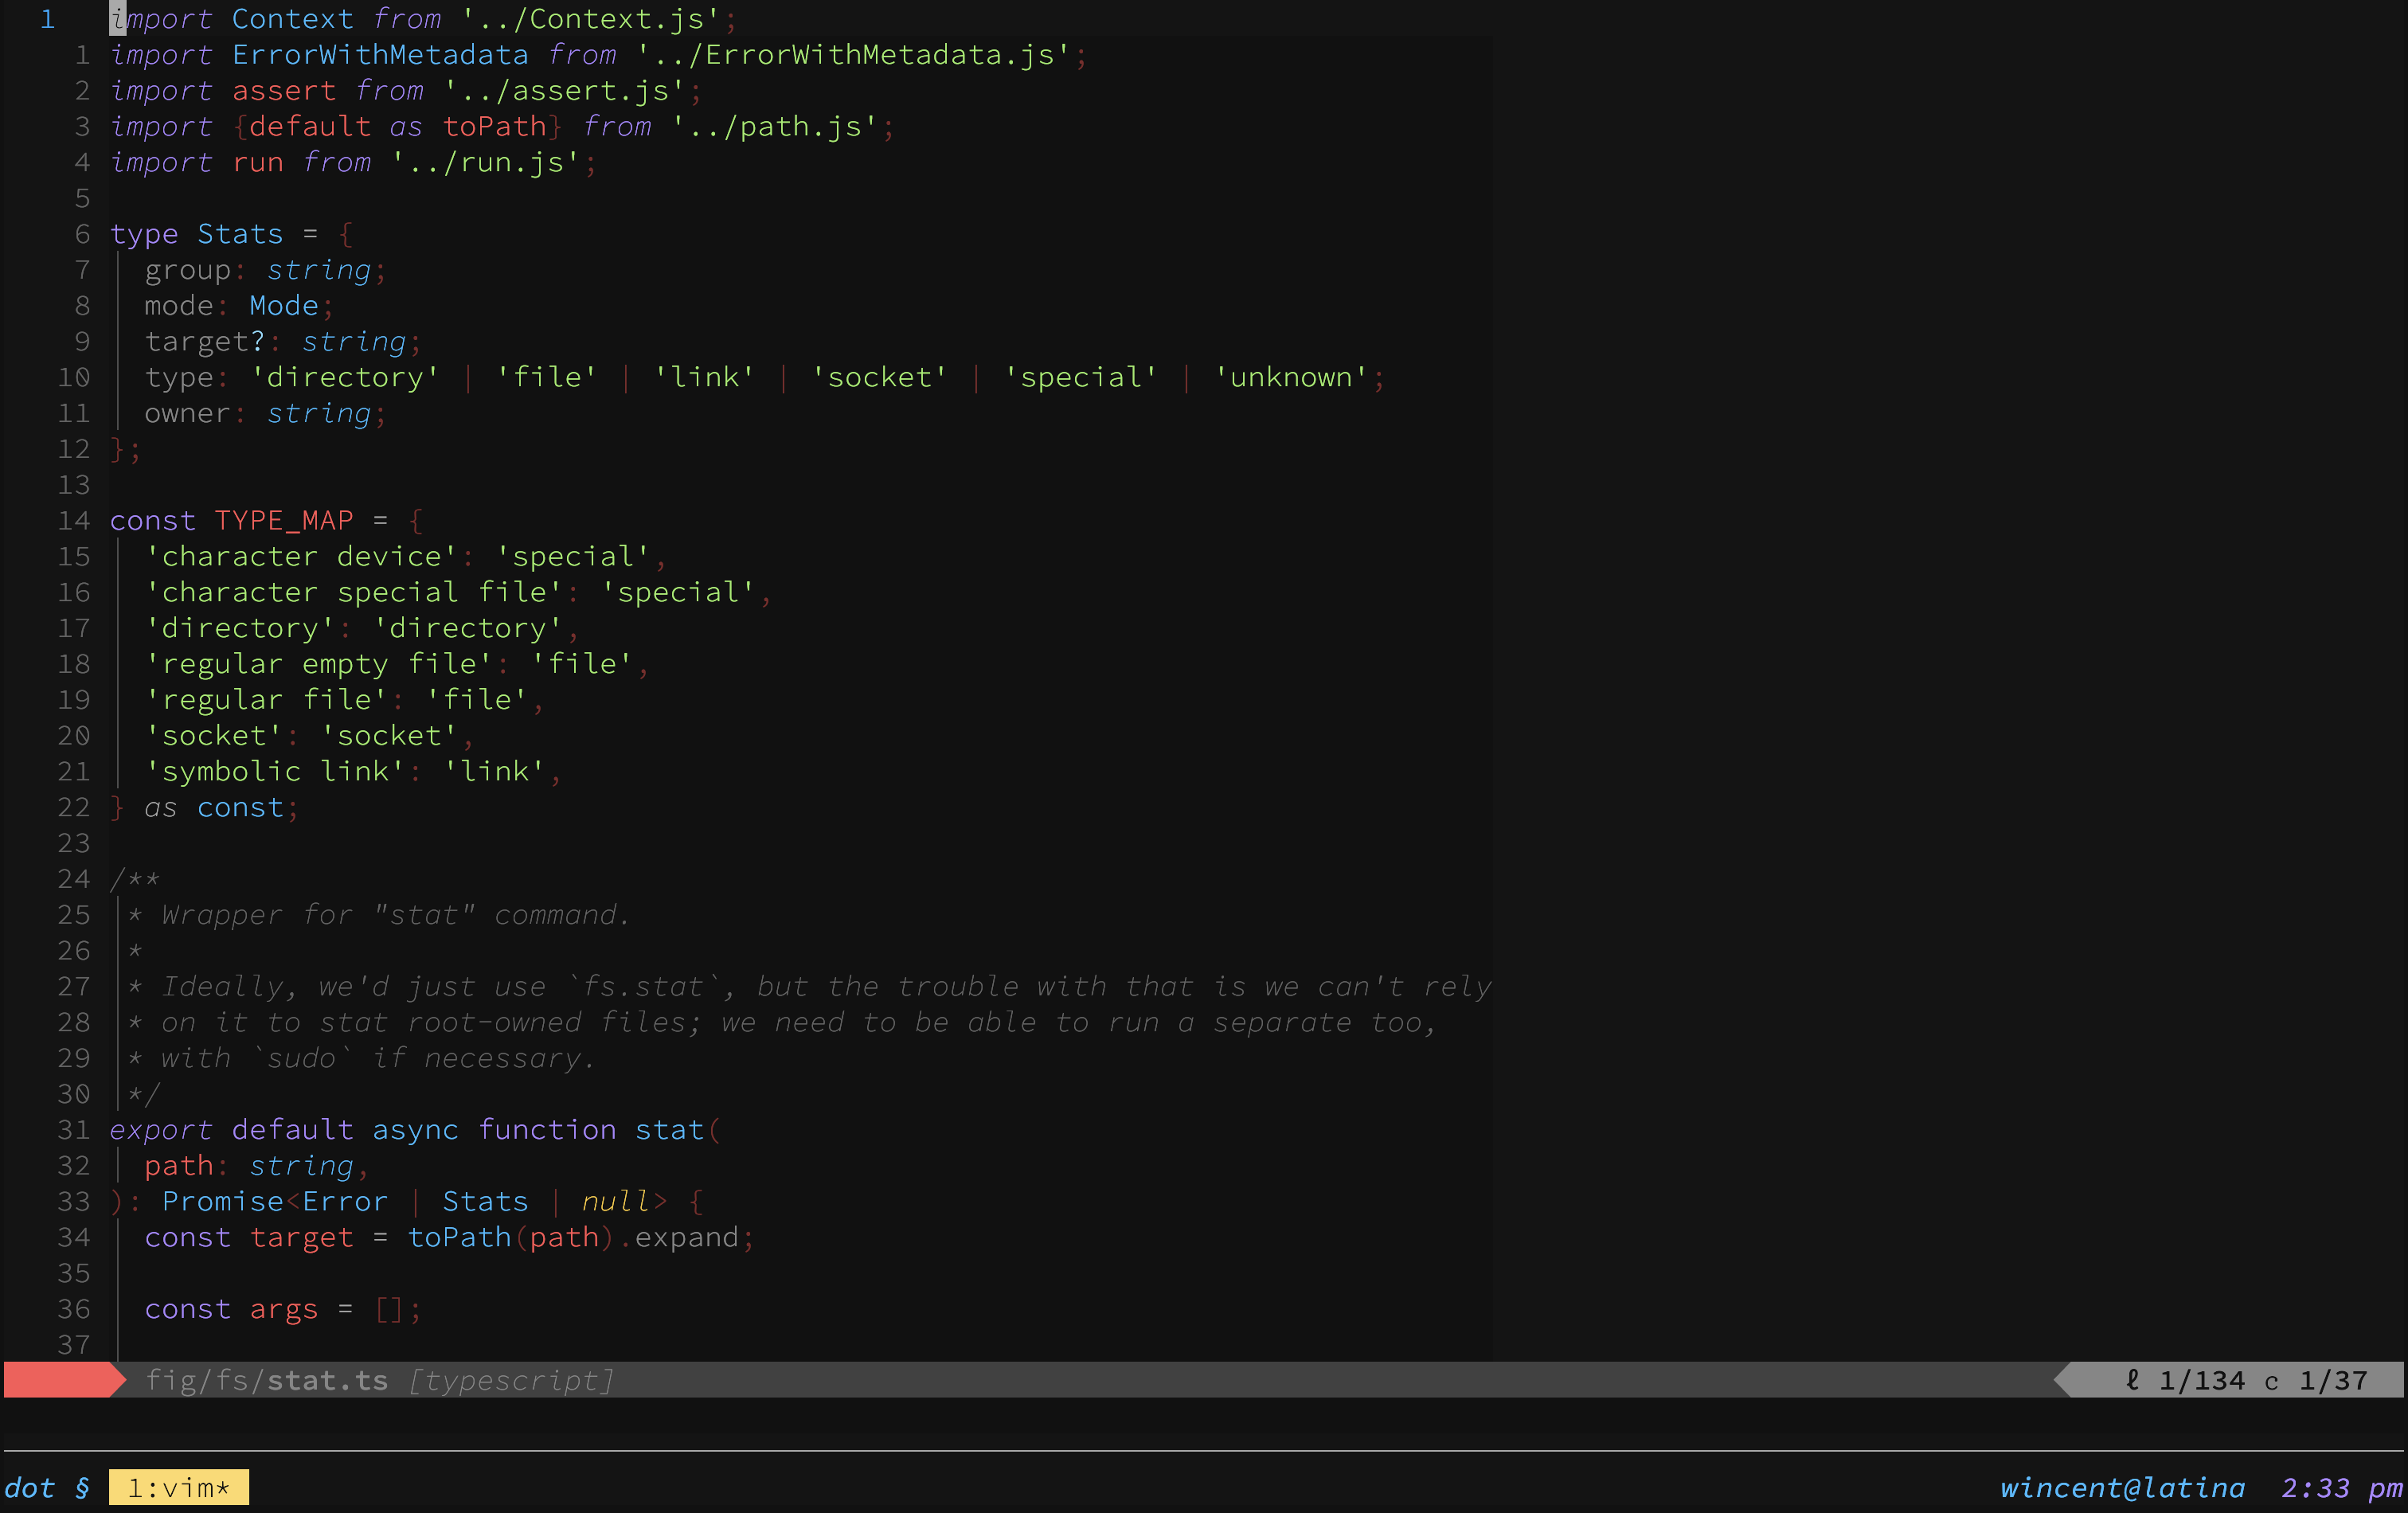 1 import Context from '../Context.js';
1 import ErrorWithMetadata from '../ErrorWithMetadata.js';
2 import assert from '../assert.js';
3 import {default as toPath} from '../path.js';
4 import run from '../run.js';
5
6 type Stats = {
7   group: string;
8   mode: Mode;
9   target?: string;
10   type: 'directory' | 'file' | 'link' | 'socket' | 'special' | 'unknown';
11   owner: string;
12 };
13
14 const TYPE_MAP = {
15   'character device': 'special',
16   'character special file': 'special',
17   'directory': 'directory',
18   'regular empty file': 'file',
19   'regular file': 'file',
20   'socket': 'socket',
21   'symbolic link': 'link',
22 } as const;
23
24 /**
25  * Wrapper for "stat" command.
26  *
27  * Ideally, we'd just use `fs.stat`, but the trouble with that is we can't rely
28  * on it to stat root-owned files; we need to be able to run a separate too,
29  * with `sudo` if necessary.
30  */
31 export default async function stat(
32   path: string,
33 ): Promise<Error | Stats | null> {
34   const target = toPath(path).expand;
35
36   const args = [];
37
fig/fs/stat.ts [typescript] ℓ 1/134 c 1/37
dot § 1:vim* wincent@latina 2:33 pm